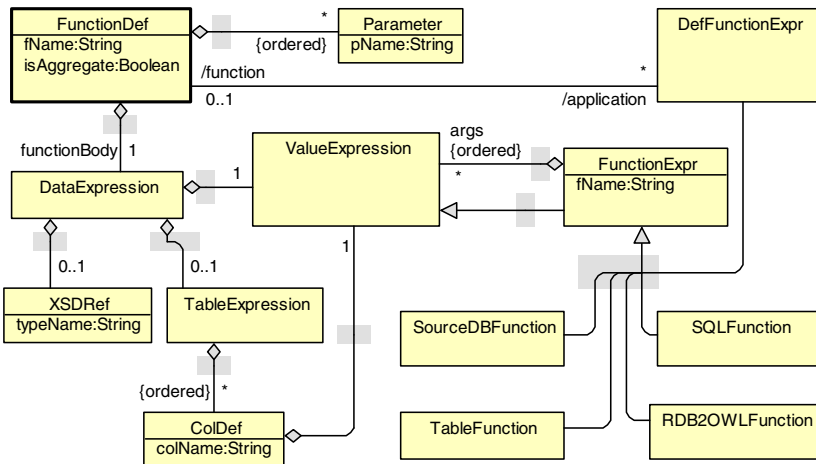 FunctionDef
fName:String
isAggregate:Boolean
*
{ordered}
Parameter
pName:String
DefFunctionExpr
/function
0..1
*
/application
functionBody
1
DataExpression
1
ValueExpression
args
{ordered}
*
FunctionExpr
fName:String
0..1
0..1
1
XSDRef
typeName:String
TableExpression
SourceDBFunction
SQLFunction
{ordered}
*
ColDef
colName:String
TableFunction
RDB2OWLFunction